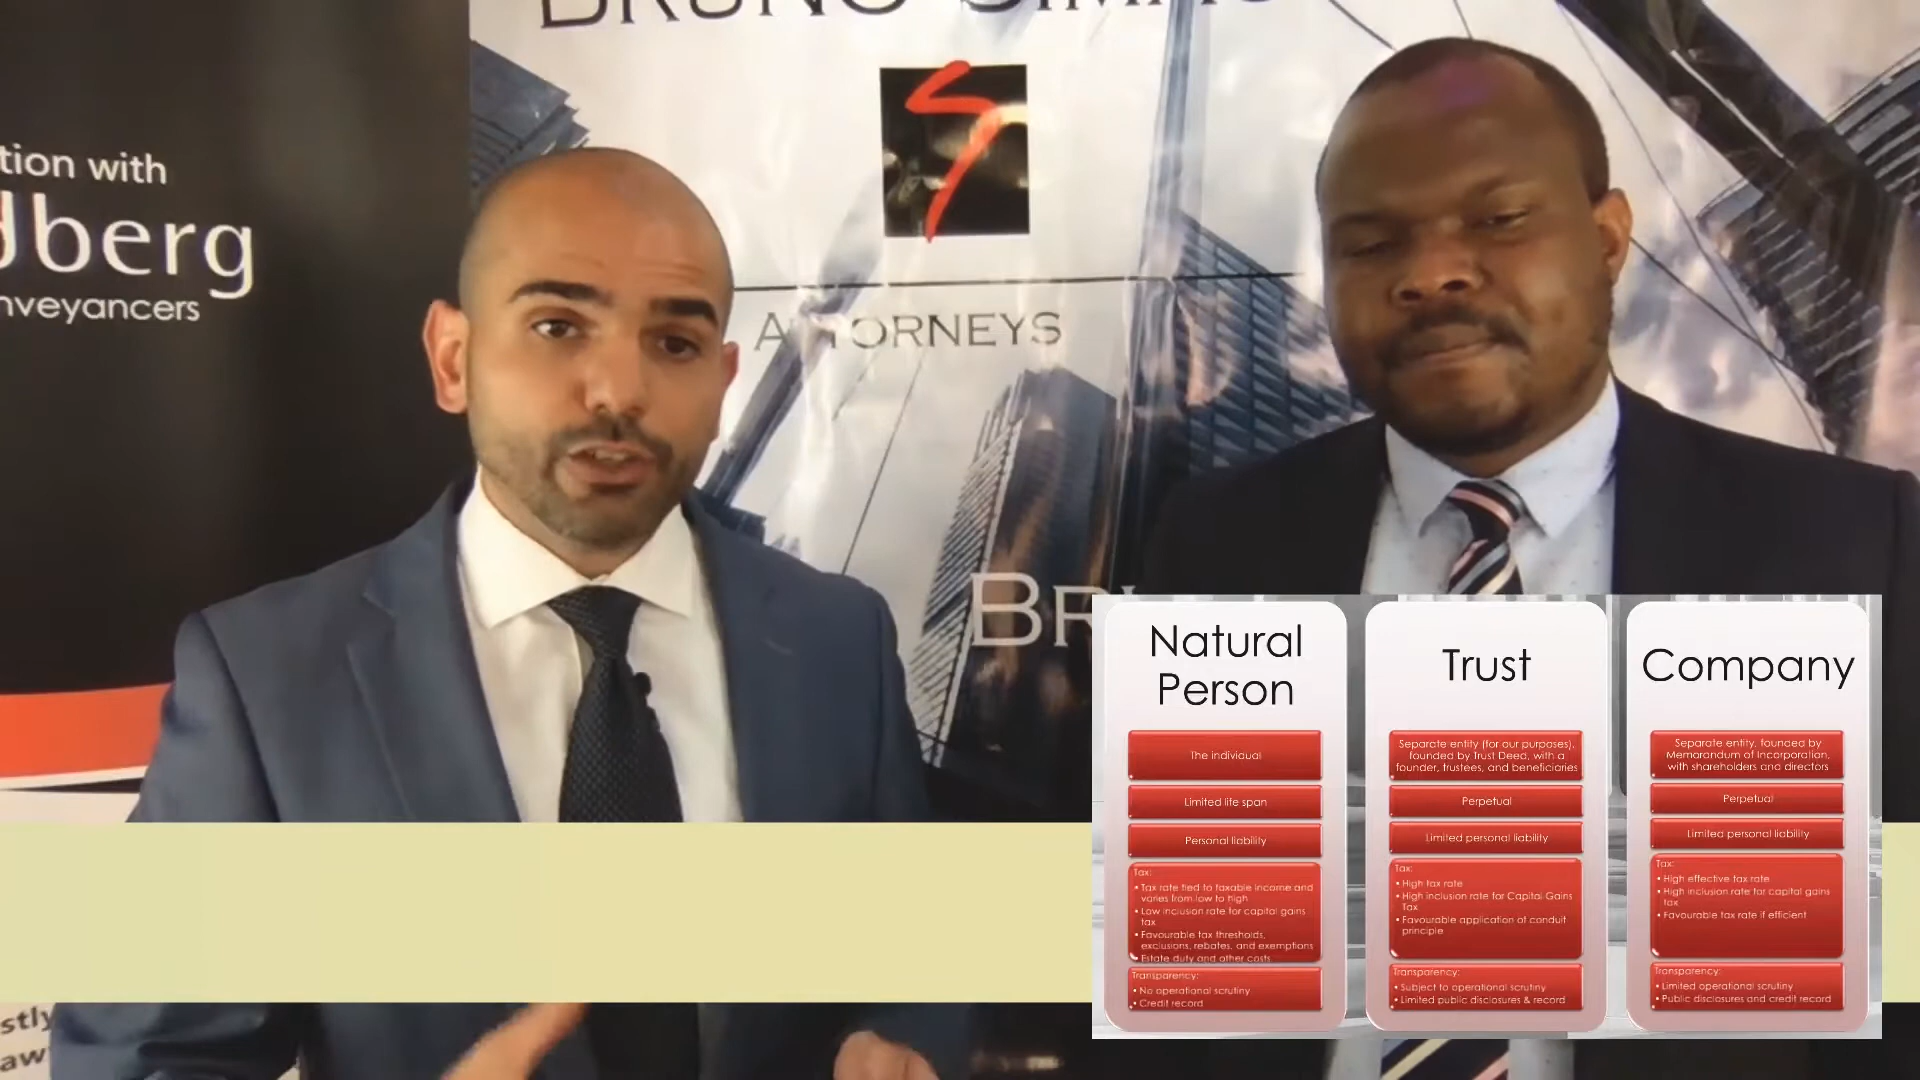 tion with
dberg
nveyancers
BRUNO SIMAO
ATTORNEYS
stly
aw
Natural
Person
The individual
Limited life span
Personal liability
Tax:
• Tax rate tied to taxable income and
varies from low to high
• Low inclusion rate for capital gains
tax
• Favourable tax thresholds,
exclusions, rebates, and exemptions
• Estate duty and other costs
Transparency:
• No operational scrutiny
• Credit record
Trust
Separate entity (for our purposes),
founded by Trust Deed, with a
founder, trustees, and beneficiaries
Perpetual
Limited personal liability
Tax:
• High tax rate
• High inclusion rate for Capital Gains
Tax
• Favourable application of conduit
principle
Transparency:
• Subject to operational scrutiny
• Limited public disclosures & record
Company
Separate entity, founded by
Memorandum of Incorporation,
with shareholders and directors
Perpetual
Limited personal liability
Tax:
• High effective tax rate
• High inclusion rate for capital gains
tax
• Favourable tax rate if efficient
Transparency:
• Limited operational scrutiny
• Public disclosures and credit record